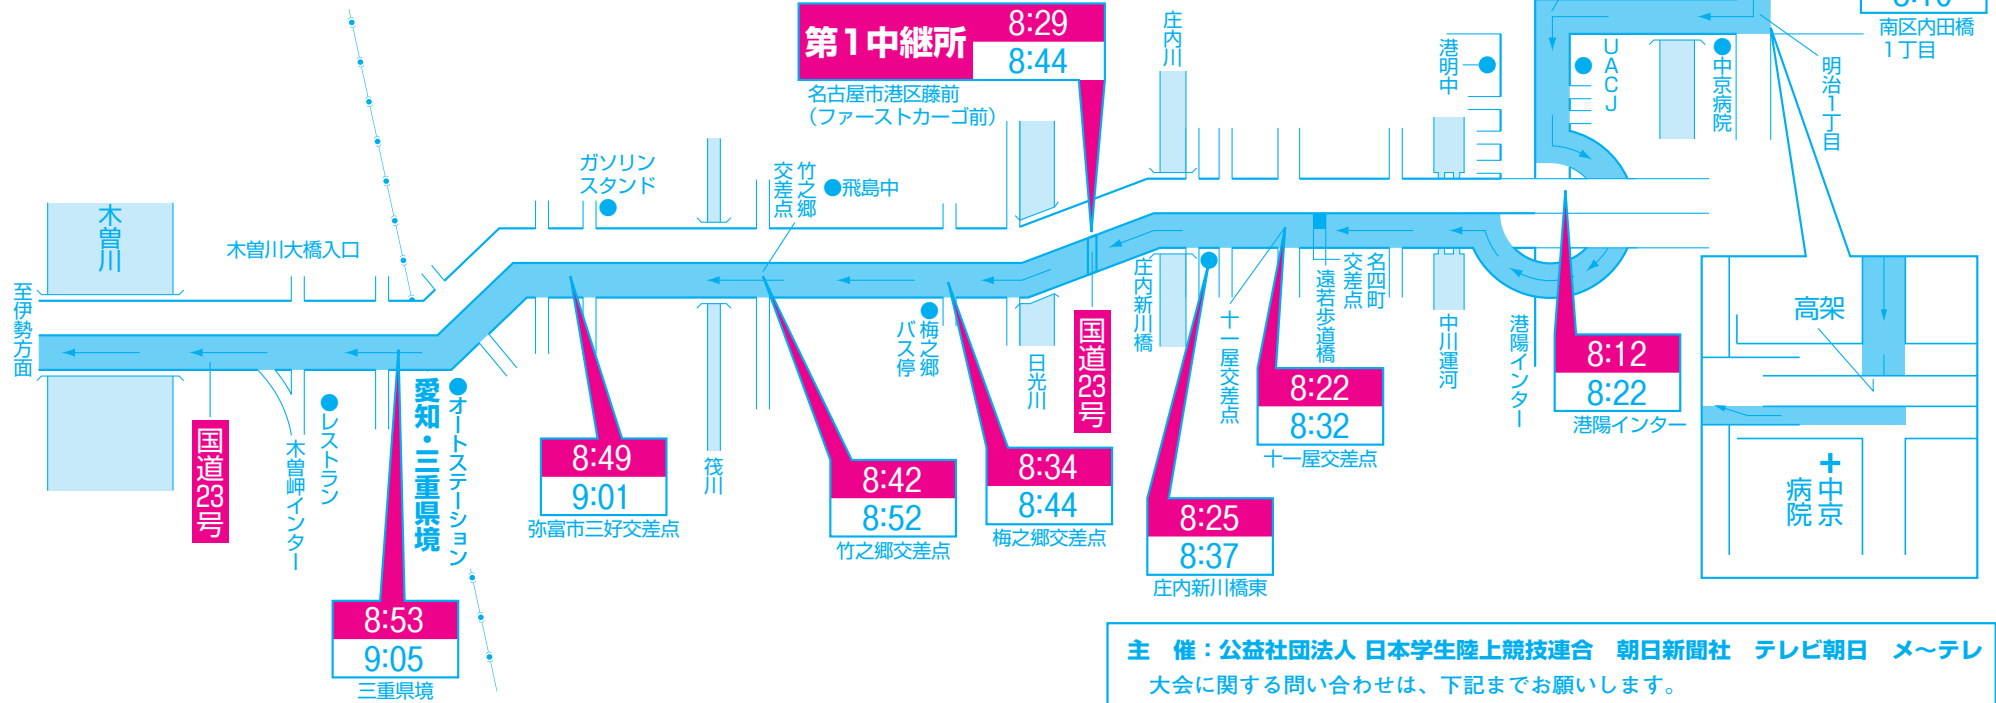 第1中継所
8:29
8:44
名古屋市港区藤前
(ファーストカーゴ前)
庄内川
港明中
UACJ
中京病院
明治1丁目
南区内田橋
1丁目
木曽川
木曽川大橋入口
ガソリン
スタンド
竹之郷
交差点
飛島中
至伊勢方面
国道23号
木曽岬インター
レストラン
愛知・三重県境
オートステーション
8:53
9:05
三重県境
8:49
9:01
弥富市三好交差点
筏川
8:42
8:52
竹之郷交差点
梅之郷
バス停
8:34
8:44
梅之郷交差点
日光川
国道23号
庄内新川橋
8:25
8:37
庄内新川橋東
十一屋交差点
8:22
8:32
十一屋交差点
遠若歩道橋
名四町
交差点
中川運河
港陽インター
8:12
8:22
港陽インター
高架
中京
病院
主 催：公益社団法人 日本学生陸上競技連合 朝日新聞社 テレビ朝日 メ〜テレ
大会に関する問い合わせは、下記までお願いします。